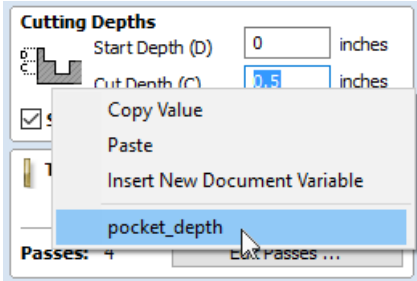 Cutting Depths
Start Depth (D) 0 inches
Cut Depth (C) 0.5 inches
Copy Value
Paste
Insert New Document Variable
pocket_depth
Passes: 4 Edit Passes ...